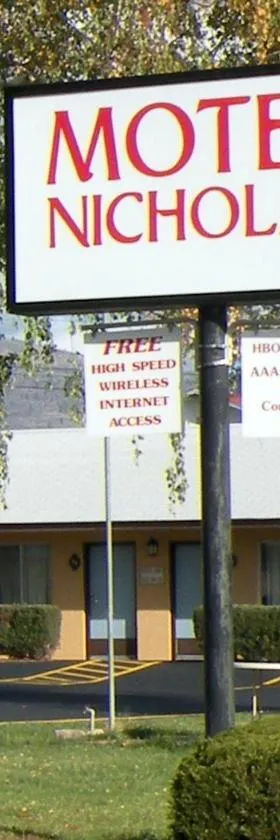 MOTE
NICHOL
FREE
HIGH SPEED
WIRELESS
INTERNET
ACCESS
HBO
AAA
Co